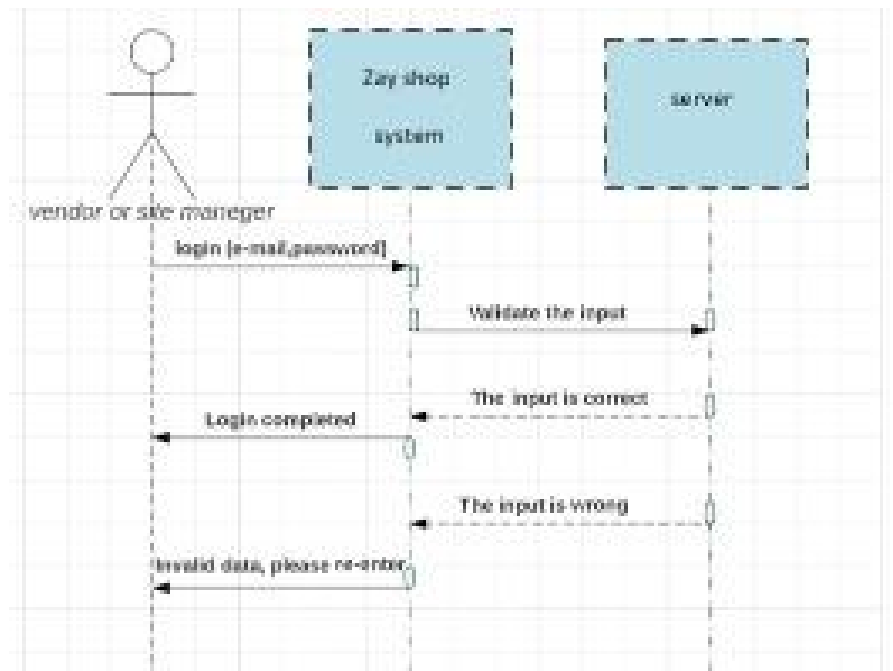 Zay shop
system
server
vendor or site maneger
login (e-mail,password)
Validate the input
The input is correct
Login completed
The input is wrong
Invalid data, please re-enter